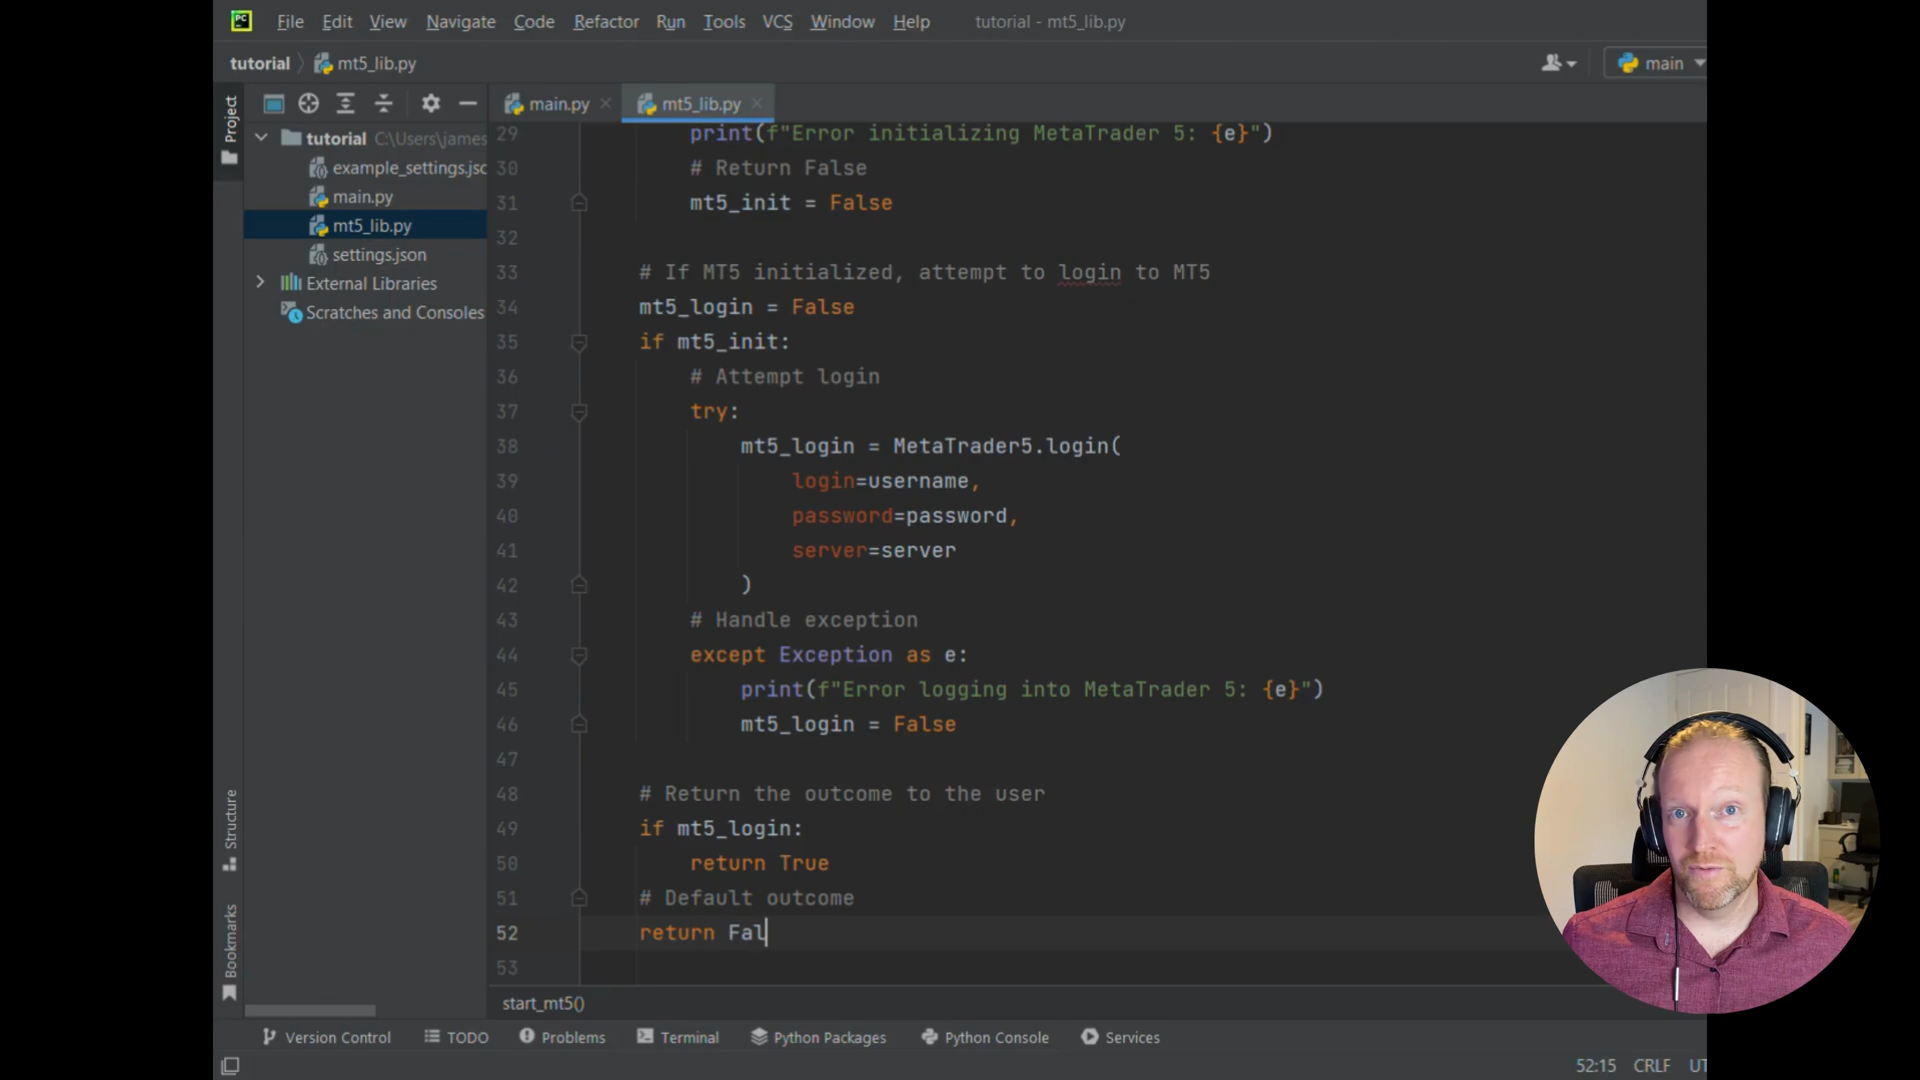 PC File Edit View Navigate Code Refactor Run Tools VCS Window Help tutorial - mt5_lib.py
tutorial mt5_lib.py main
Project
main.py mt5_lib.py
tutorial C:\Users\james
example_settings.jsc
main.py
mt5_lib.py
settings.json
External Libraries
Scratches and Consoles
29 print(f"Error initializing MetaTrader 5: {e}")
30 # Return False
31 mt5_init = False
32
33 # If MT5 initialized, attempt to login to MT5
34 mt5_login = False
35 if mt5_init:
36 # Attempt login
37 try:
38 mt5_login = MetaTrader5.login(
39 login=username,
40 password=password,
41 server=server
42 )
43 # Handle exception
44 except Exception as e:
45 print(f"Error logging into MetaTrader 5: {e}")
46 mt5_login = False
47
48 # Return the outcome to the user
49 if mt5_login:
50 return True
51 # Default outcome
52 return Fal
53
Structure
Bookmarks
start_mt5()
Version Control TODO Problems Terminal Python Packages Python Console Services
52:15 CRLF UT